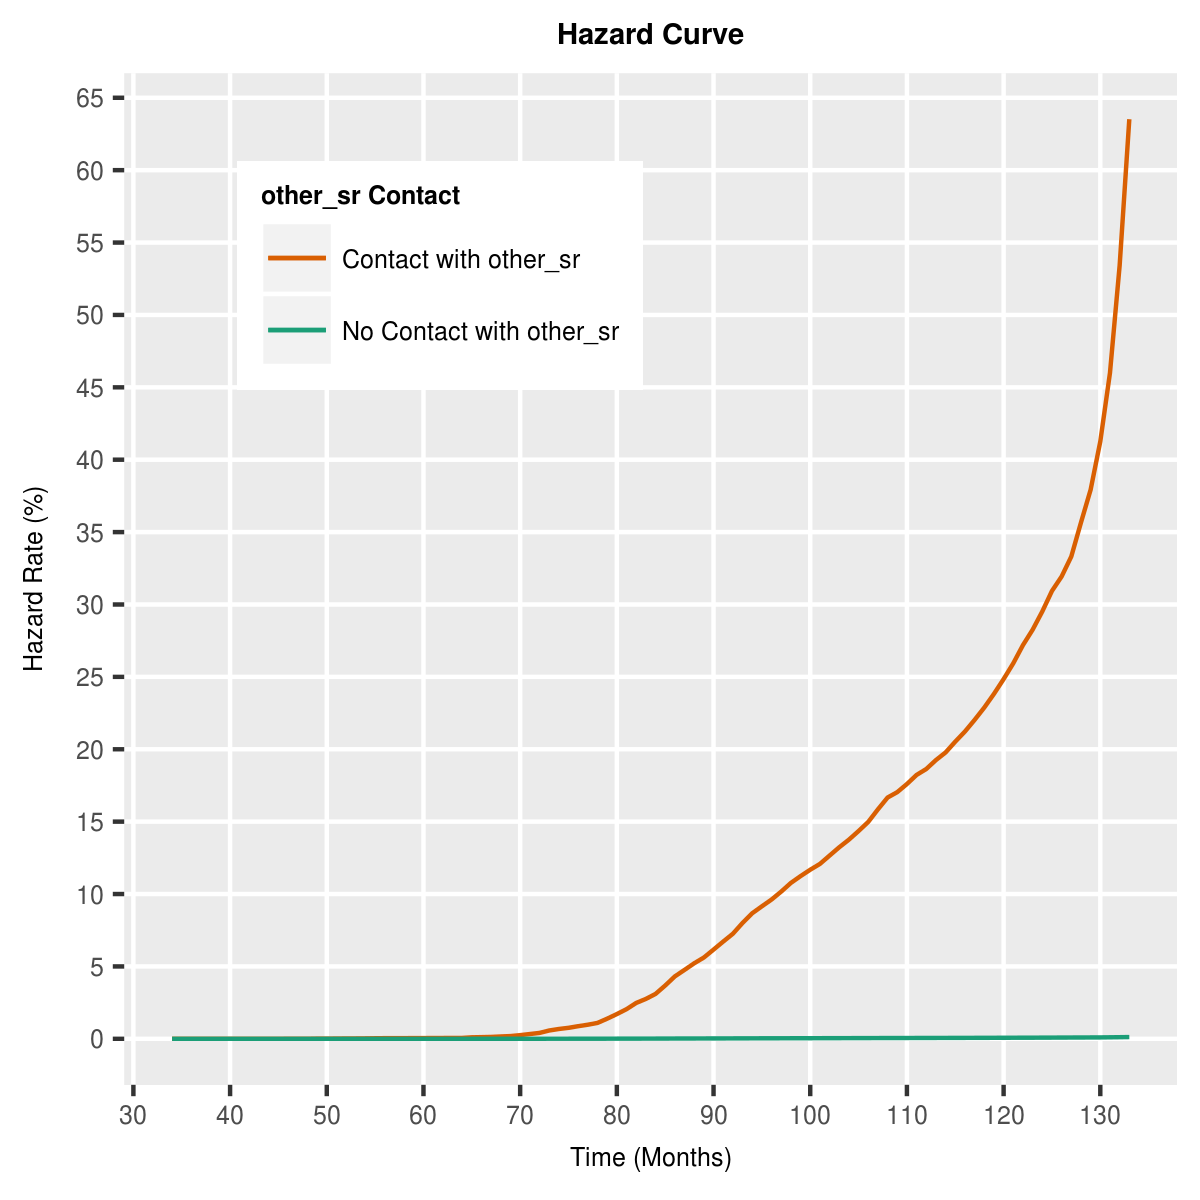 Hazard Curve
65
60
55
50
45
40
35
30
25
20
15
10
5
0
Hazard Rate (%)
other_sr Contact
Contact with other_sr
No Contact with other_sr
30 40 50 60 70 80 90 100 110 120 130
Time (Months)